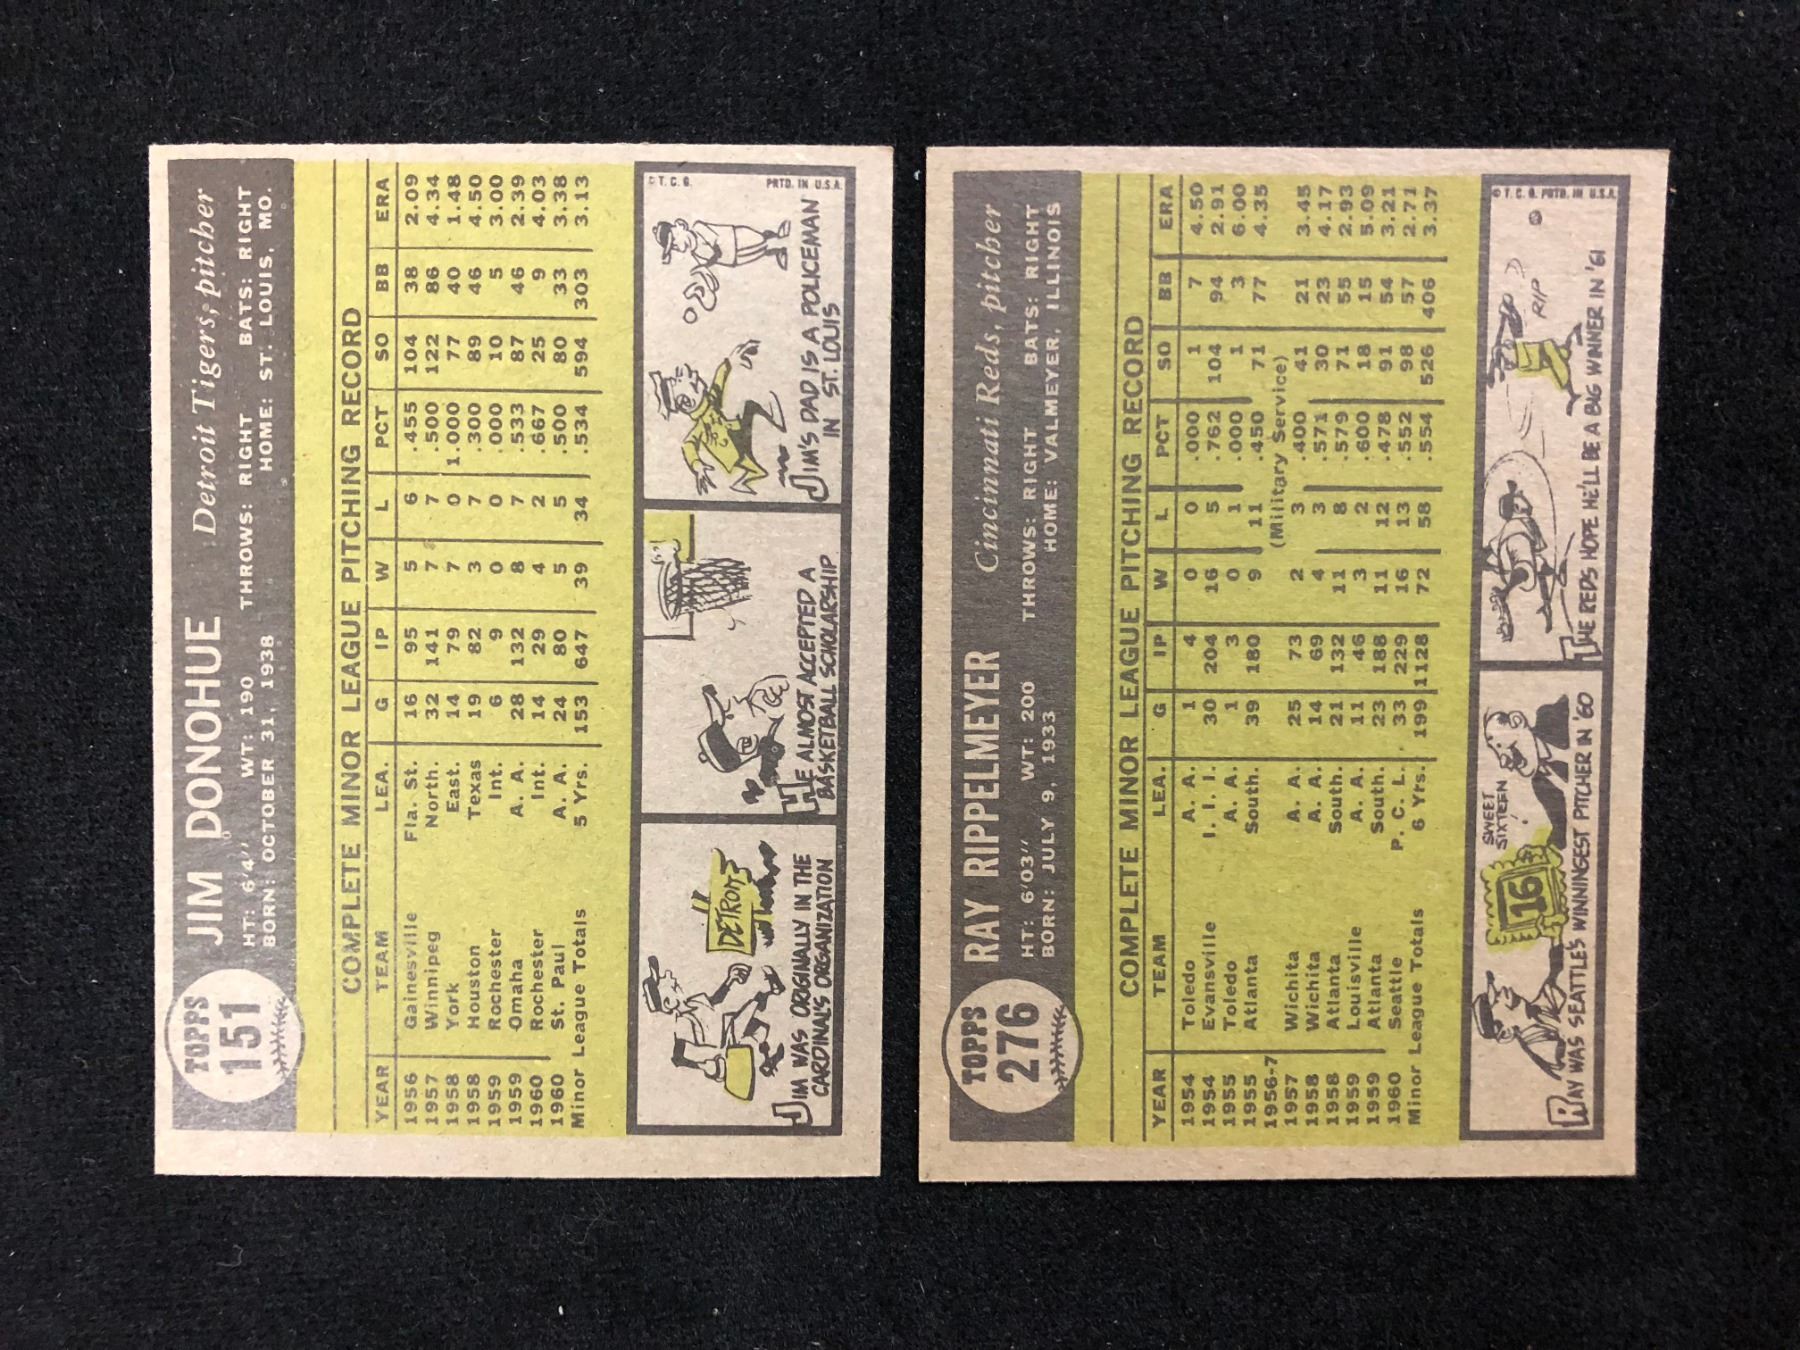 TOPPS
151
JIM DONOHUE
Detroit Tigers, pitcher
HT: 6'4" WT: 190 THROWS: RIGHT BATS: RIGHT
BORN: OCTOBER 31, 1938 HOME: ST. LOUIS, MO.
COMPLETE MINOR LEAGUE PITCHING RECORD
YEAR TEAM LEA. G IP W L PCT SO BB ERA
1956 Gainesville Fla. St. 16 95 5 6 .455 104 38 2.09
1957 Winnipeg North. 32 141 7 7 .500 122 86 4.34
1958 York East. 14 79 7 0 1.000 77 40 1.48
1958 Houston Texas 19 82 3 7 .300 89 46 4.50
1959 Rochester Int. 6 9 0 0 .000 10 5 3.00
1959 Omaha A. A. 28 132 8 7 .533 87 46 2.39
1960 Rochester Int. 14 29 4 2 .667 25 9 4.03
1960 St. Paul A. A. 24 80 5 5 .500 80 33 3.38
Minor League Totals 5 Yrs. 153 647 39 34 .534 594 303 3.13
DETROIT
JIM WAS ORIGINALLY IN THE
CARDINAL'S ORGANIZATION
HE ALMOST ACCEPTED A
BASKETBALL SCHOLARSHIP
© T. C. G. PRTD. IN U.S.A.
JIM'S DAD IS A POLICEMAN
IN ST. LOUIS
TOPPS
276
RAY RIPPELMEYER
Cincinnati Reds, pitcher
HT: 6'03" WT: 200 THROWS: RIGHT BATS: RIGHT
BORN: JULY 9, 1933 HOME: VALMEYER, ILLINOIS
COMPLETE MINOR LEAGUE PITCHING RECORD
YEAR TEAM LEA. G IP W L PCT SO BB ERA
1954 Toledo A. A. 1 4 0 0 .000 1 7 4.50
1954 Evansville I. I. I. 30 204 16 5 .762 104 94 2.91
1955 Toledo A. A. 1 3 0 1 .000 1 3 6.00
1955 Atlanta South. 39 180 9 11 .450 71 77 4.35
1956-7 (Military Service)
1957 Wichita A. A. 25 73 2 3 .400 41 21 3.45
1958 Wichita A. A. 14 69 4 3 .571 30 23 4.17
1958 Atlanta South. 21 132 11 8 .579 71 55 2.93
1959 Louisville A. A. 11 46 3 2 .600 18 15 5.09
1959 Atlanta South. 23 188 11 12 .478 91 54 3.21
1960 Seattle P. C. L. 33 229 16 13 .552 98 57 2.71
Minor League Totals 6 Yrs. 199 1128 72 58 .554 526 406 3.37
16
SWEET
SIXTEEN
RAY WAS SEATTLE'S WINNINGEST PITCHER IN '60
© T. C. G. PRTD. IN U.S.A.
RIP
THE REDS HOPE HE'LL BE A BIG WINNER IN '61